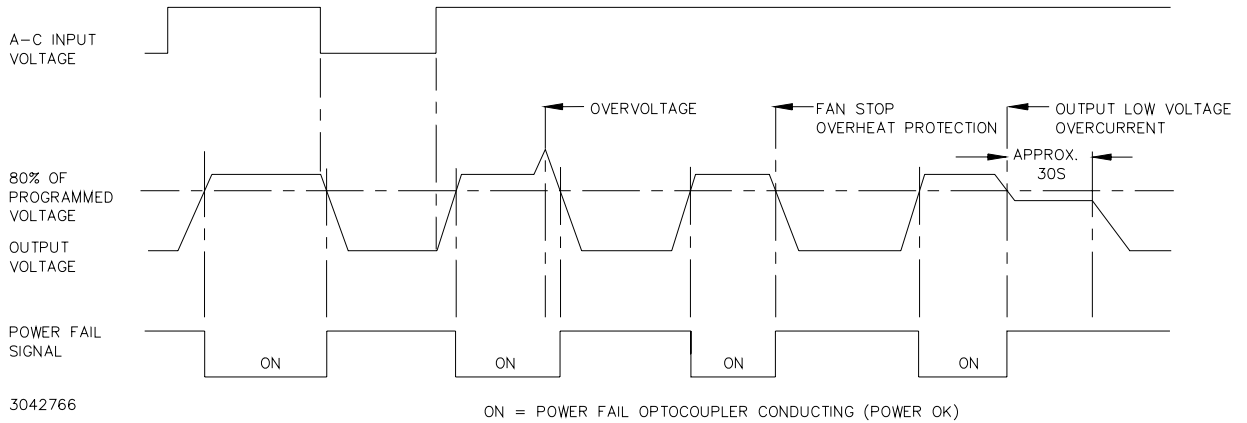 A-C INPUT
VOLTAGE
OVERVOLTAGE
FAN STOP
OVERHEAT PROTECTION
OUTPUT LOW VOLTAGE
OVERCURRENT
APPROX.
30S
80% OF
PROGRAMMED
VOLTAGE
OUTPUT
VOLTAGE
POWER FAIL
SIGNAL
ON
ON
ON
ON
3042766
ON = POWER FAIL OPTOCOUPLER CONDUCTING (POWER OK)